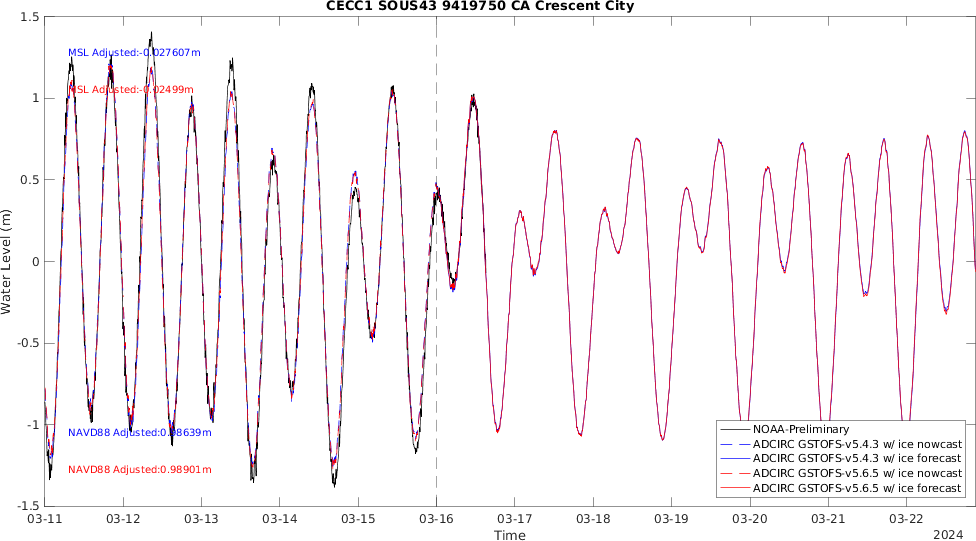 CECC1 SOUS43 9419750 CA Crescent City
1.5
1
0.5
0
-0.5
-1
-1.5
Water Level (m)
MSL Adjusted:-0.027607m
MSL Adjusted:-0.02499m
NAVD88 Adjusted:0.98639m
NAVD88 Adjusted:0.98901m
NOAA-Preliminary
ADCIRC GSTOFS-v5.4.3 w/ ice nowcast
ADCIRC GSTOFS-v5.4.3 w/ ice forecast
ADCIRC GSTOFS-v5.6.5 w/ ice nowcast
ADCIRC GSTOFS-v5.6.5 w/ ice forecast
03-11 03-12 03-13 03-14 03-15 03-16 03-17 03-18 03-19 03-20 03-21 03-22
Time
2024